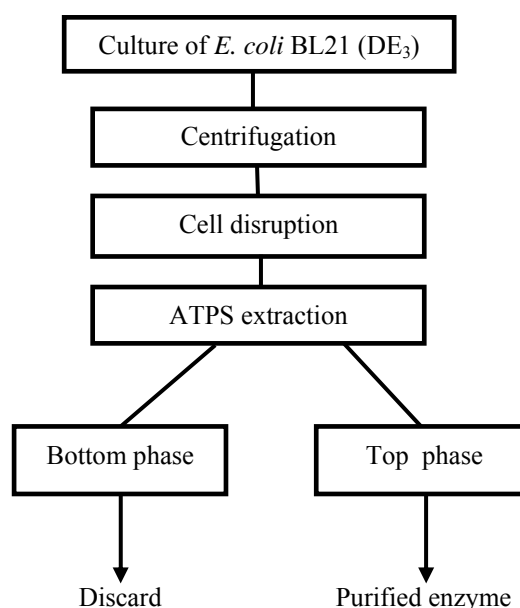 Culture of E. coli BL21 (DE₃)
Centrifugation
Cell disruption
ATPS extraction
Bottom phase
Top phase
Discard
Purified enzyme